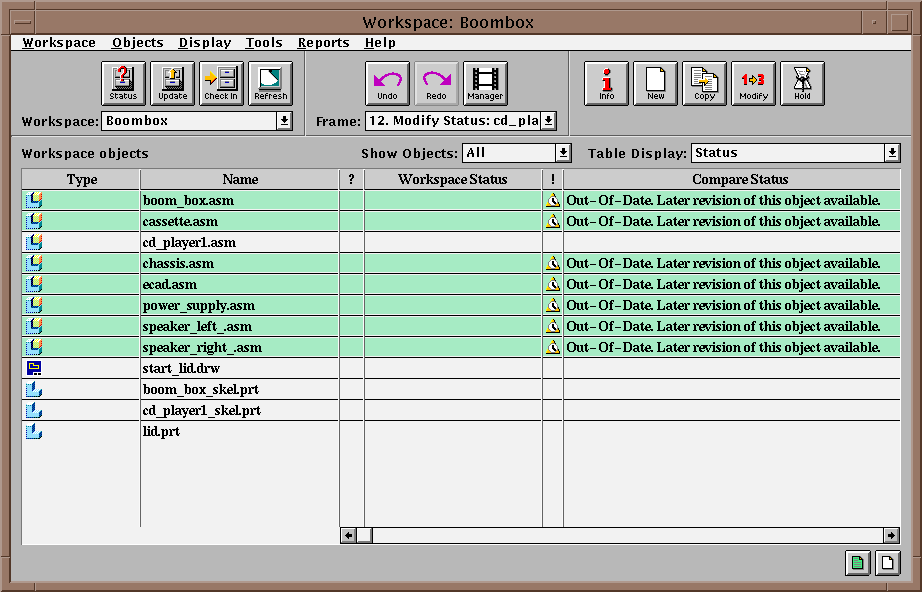 Workspace: Boombox
Workspace Objects Display Tools Reports Help
Status Update Check In Refresh Undo Redo Manager Info New Copy 1 3 Modify Hold
Workspace: Boombox Frame: 12. Modify Status: cd_pla
Workspace objects Show Objects: All Table Display: Status
Type Name ? Workspace Status ! Compare Status
boom_box.asm Out-Of-Date. Later revision of this object available.
cassette.asm Out-Of-Date. Later revision of this object available.
cd_player1.asm
chassis.asm Out-Of-Date. Later revision of this object available.
ecad.asm Out-Of-Date. Later revision of this object available.
power_supply.asm Out-Of-Date. Later revision of this object available.
speaker_left_.asm Out-Of-Date. Later revision of this object available.
speaker_right_.asm Out-Of-Date. Later revision of this object available.
start_lid.drw
boom_box_skel.prt
cd_player1_skel.prt
lid.prt